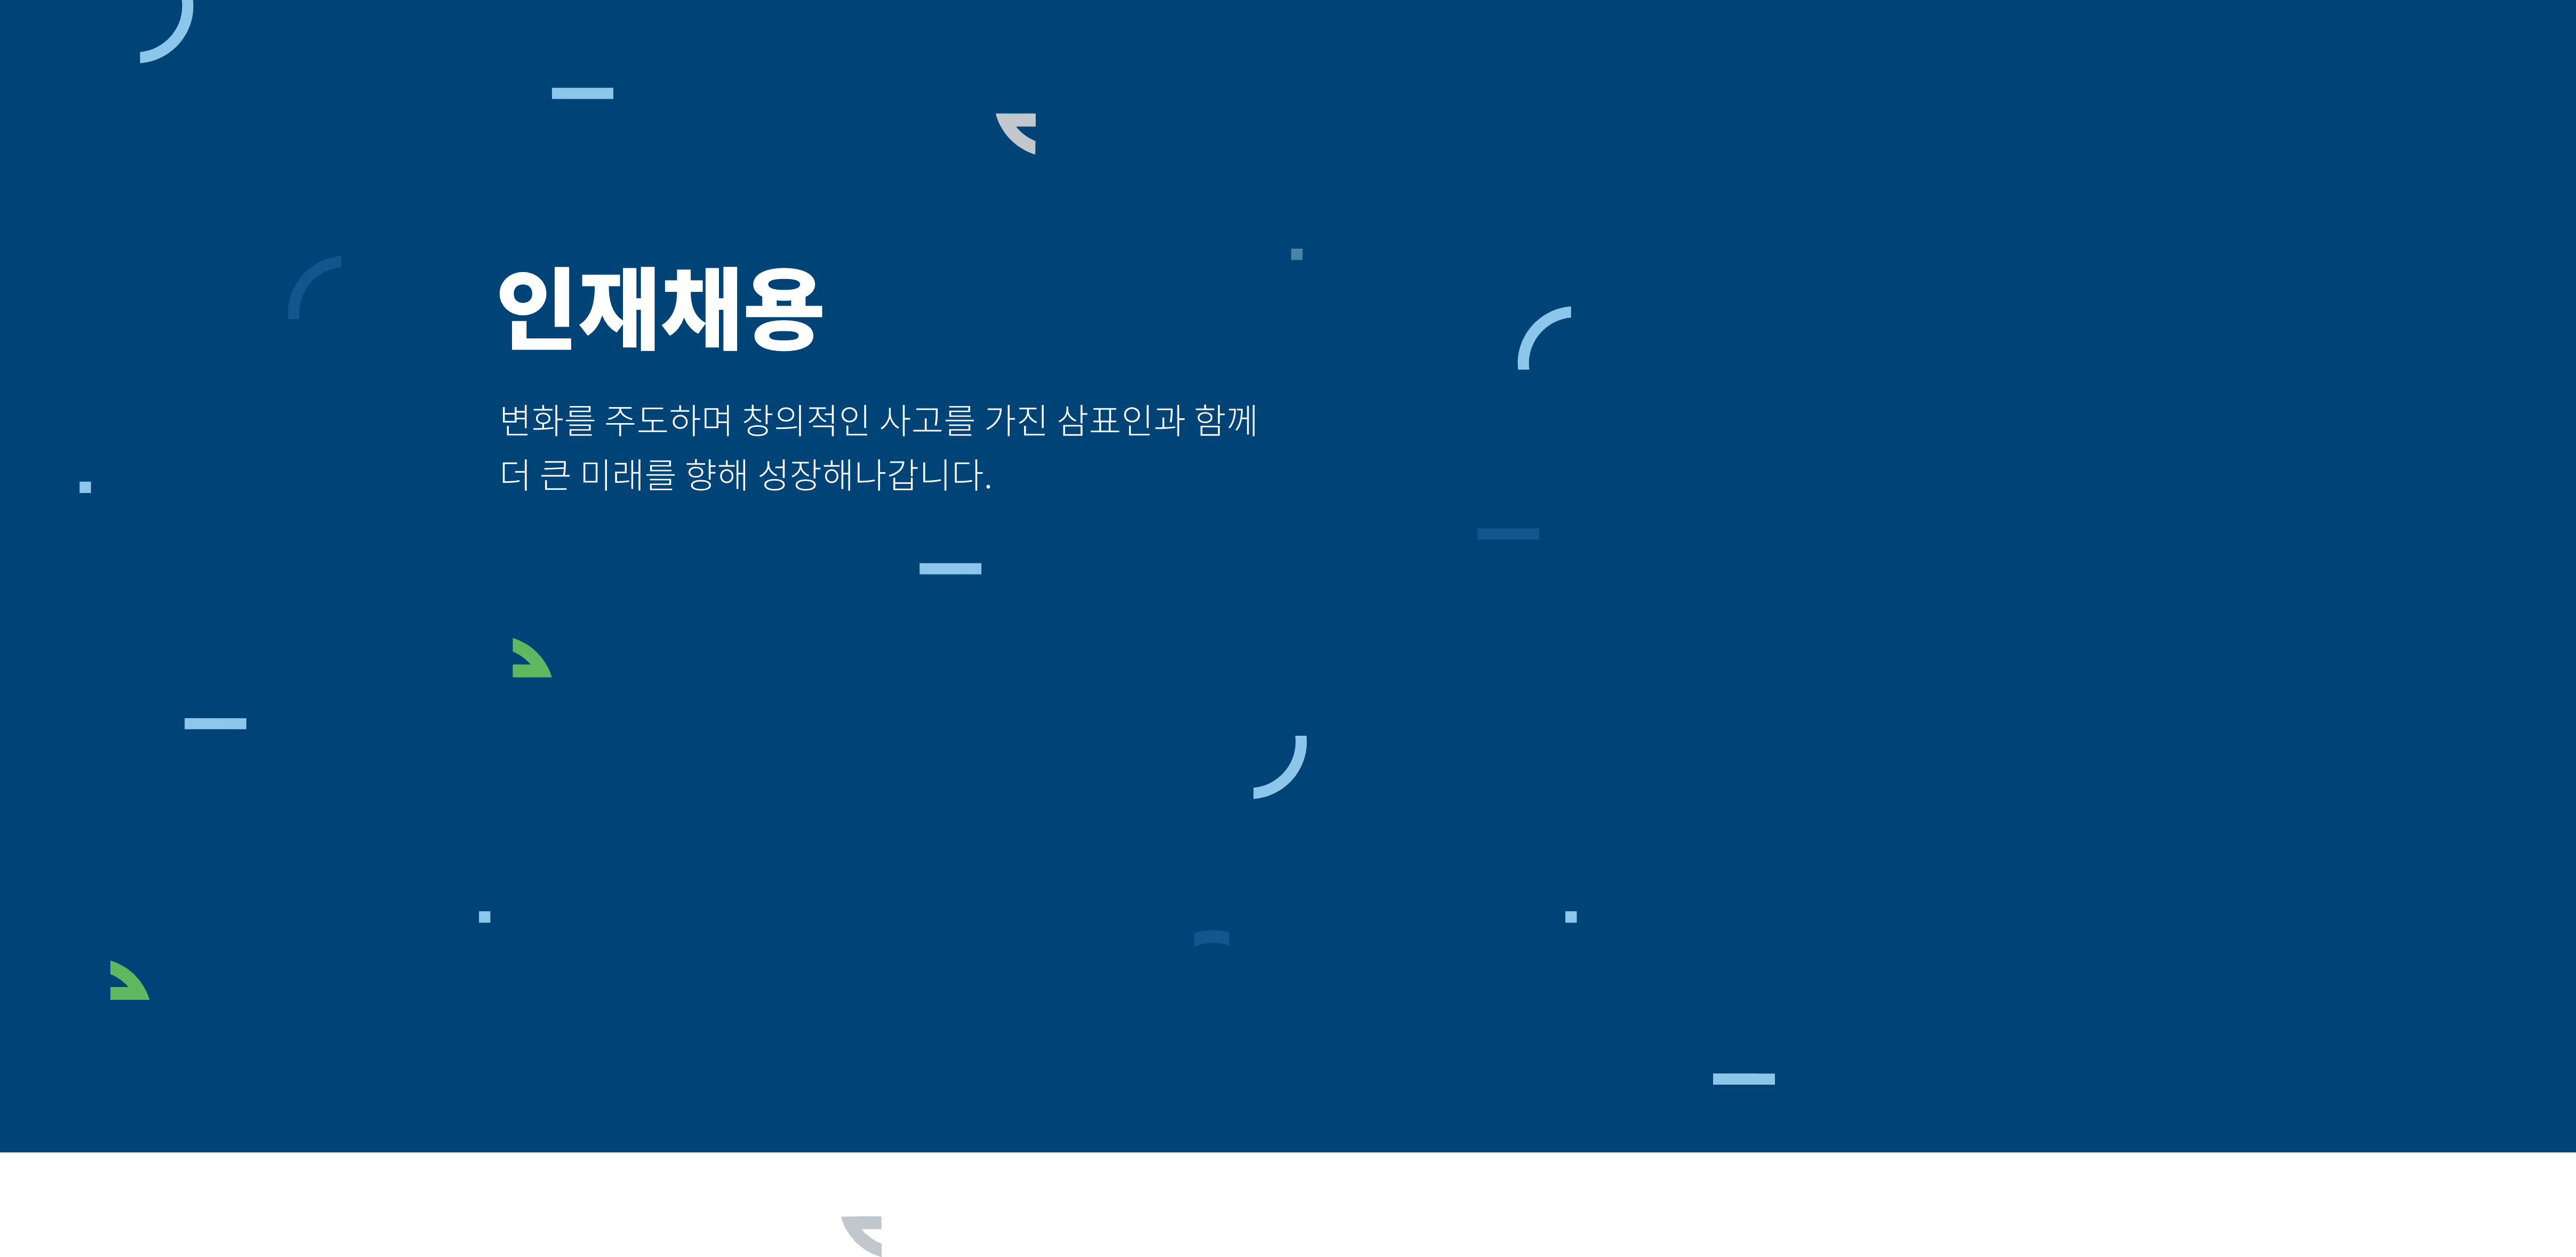 인재채용
변화를 주도하며 창의적인 사고를 가진 삼표인과 함께
더 큰 미래를 향해 성장해나갑니다.